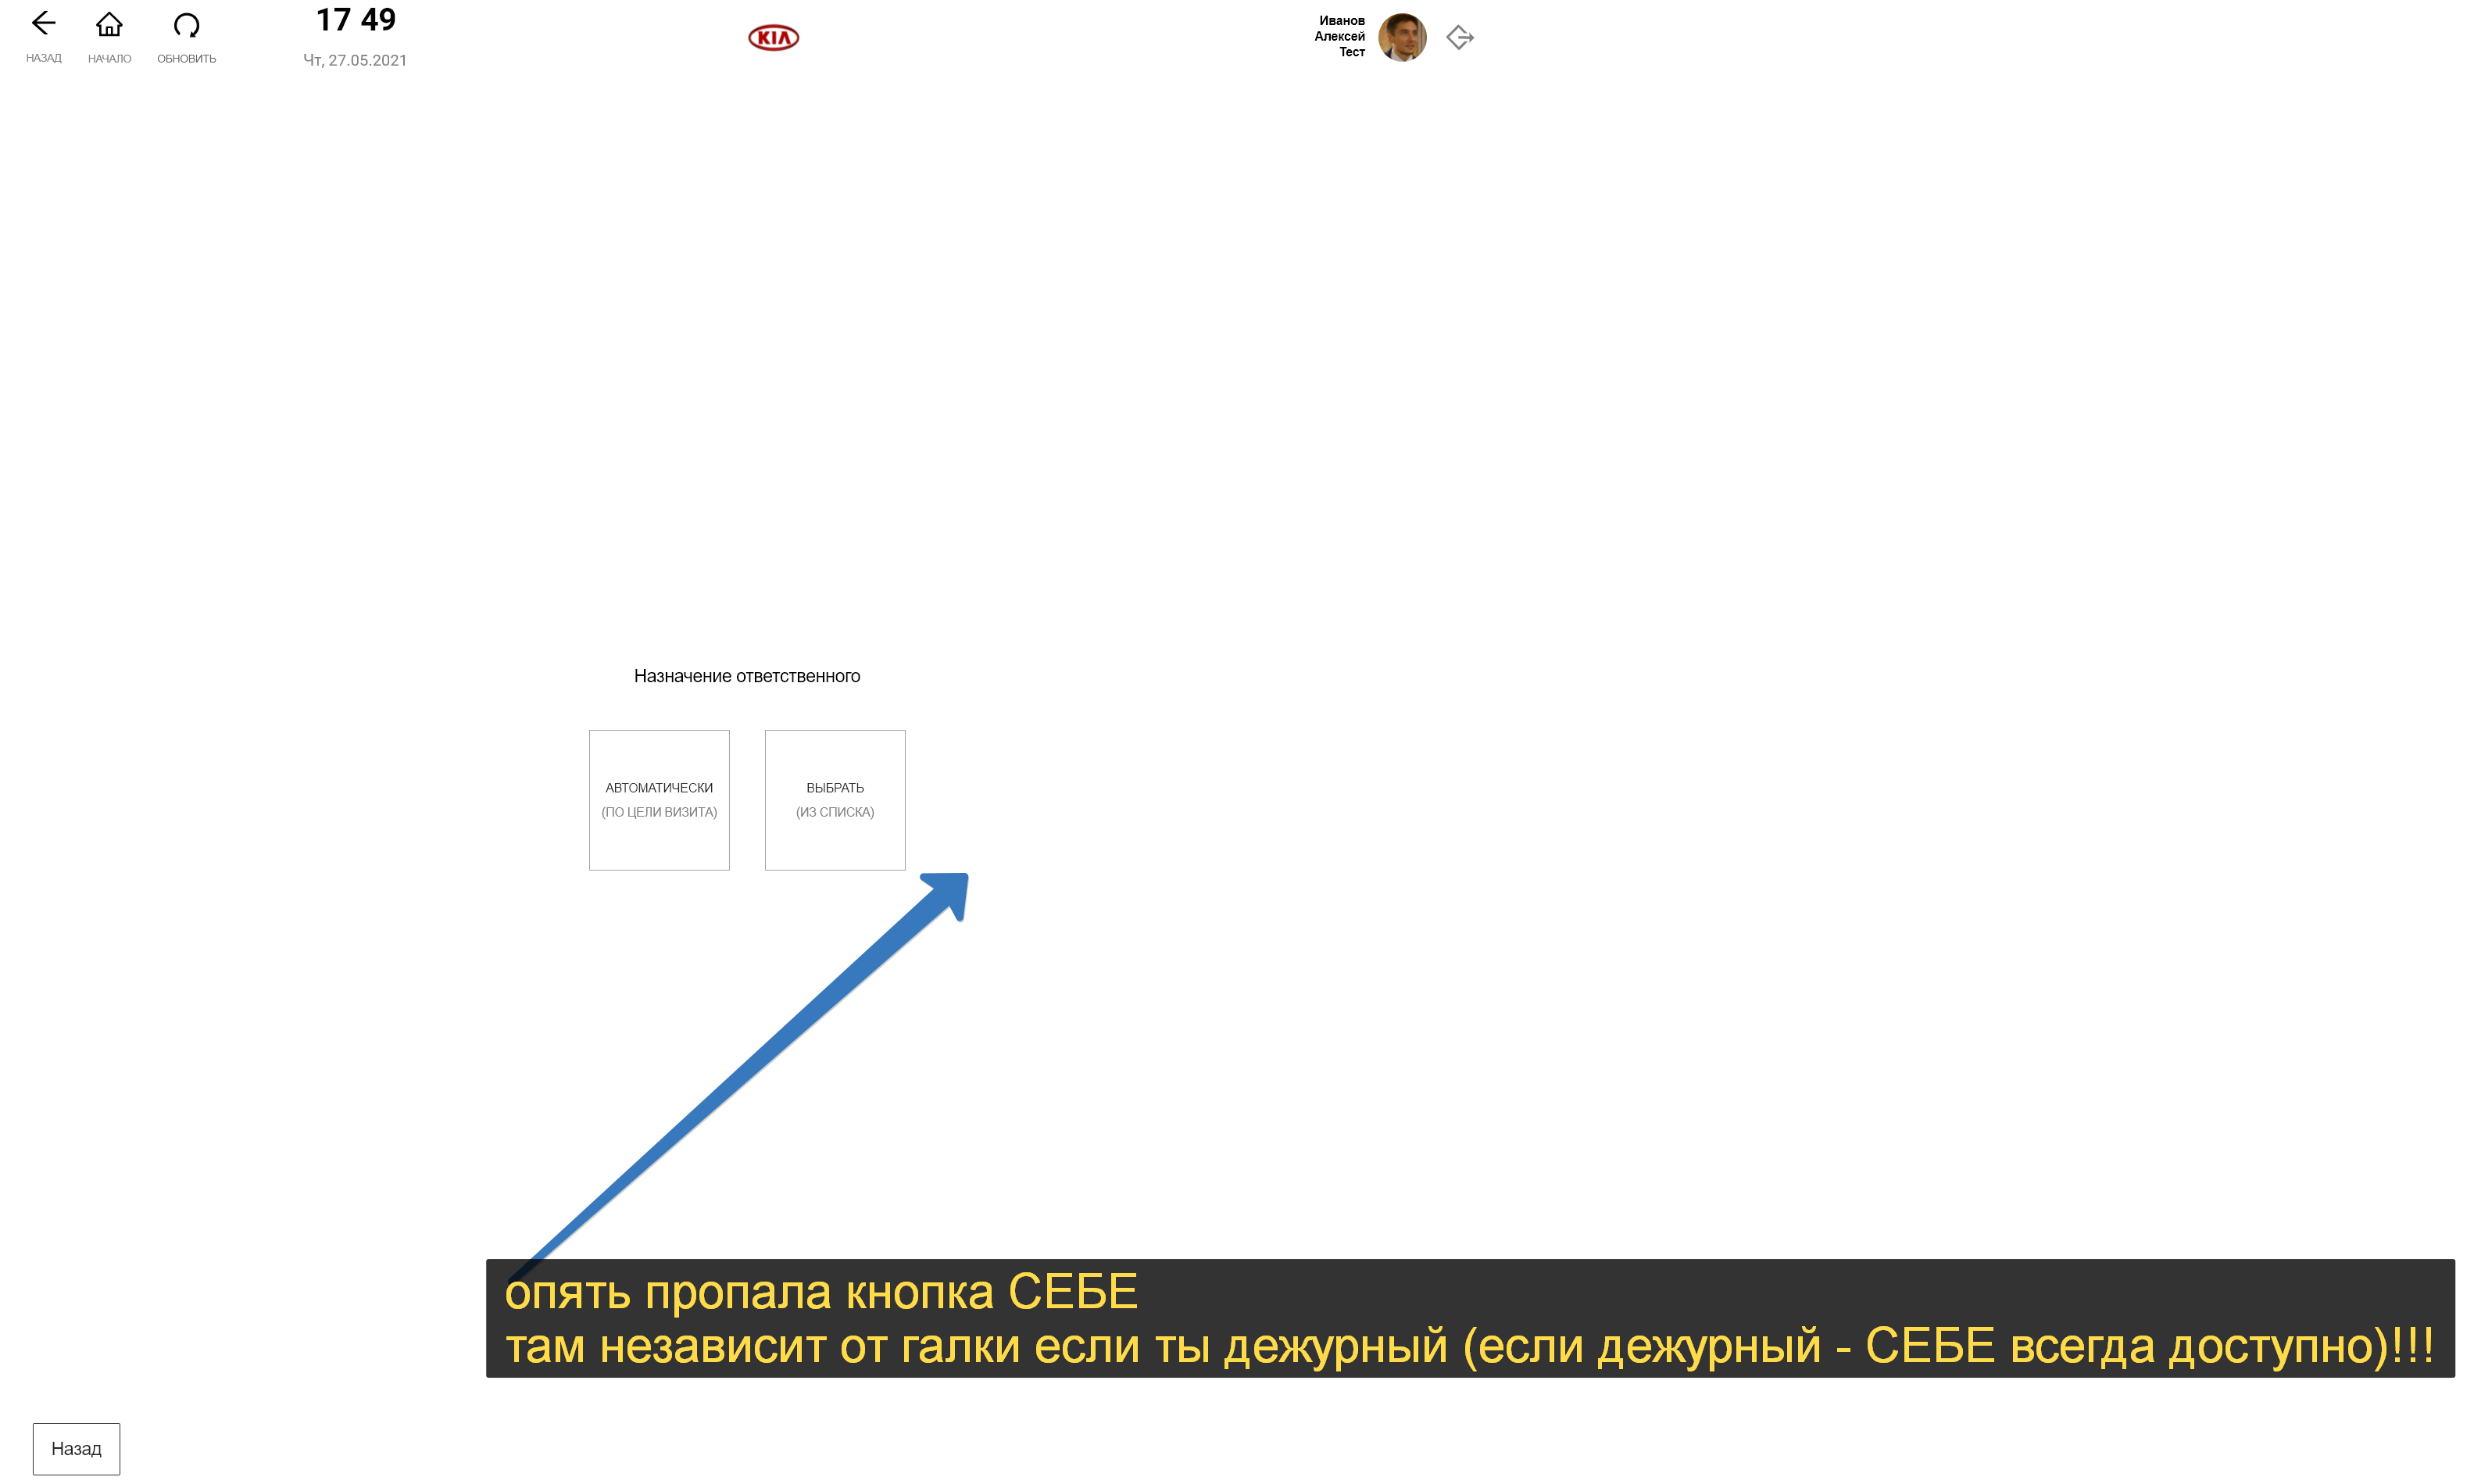 17 49
НАЗАД
НАЧАЛО
ОБНОВИТЬ
Чт, 27.05.2021
KIA
Иванов
Алексей
Тест
Назначение ответственного
АВТОМАТИЧЕСКИ
(ПО ЦЕЛИ ВИЗИТА)
ВЫБРАТЬ
(ИЗ СПИСКА)
опять пропала кнопка СЕБЕ
там независит от галки если ты дежурный (если дежурный - СЕБЕ всегда доступно)!!!
Назад